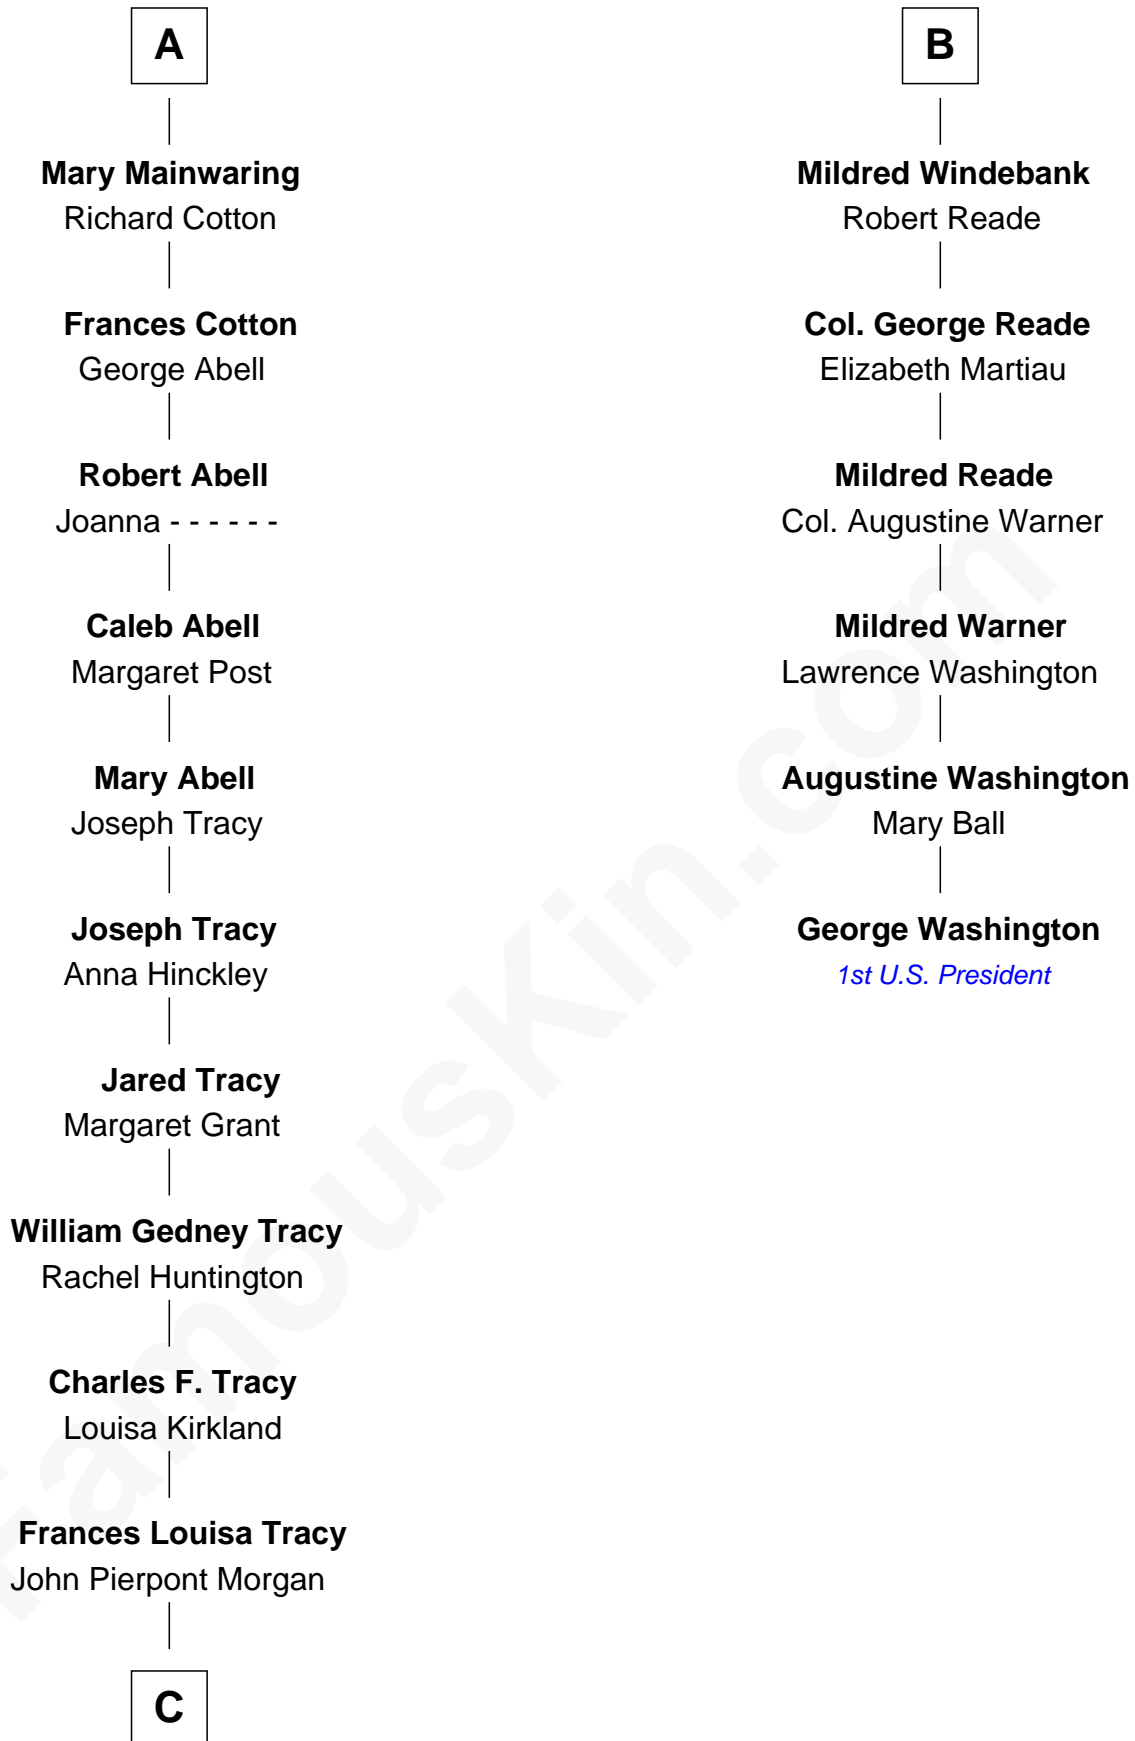 A
Mary Mainwaring
Richard Cotton
Frances Cotton
George Abell
Robert Abell
Joanna - - - - - -
Caleb Abell
Margaret Post
Mary Abell
Joseph Tracy
Joseph Tracy
Anna Hinckley
Jared Tracy
Margaret Grant
William Gedney Tracy
Rachel Huntington
Charles F. Tracy
Louisa Kirkland
Frances Louisa Tracy
John Pierpont Morgan
C
B
Mildred Windebank
Robert Reade
Col. George Reade
Elizabeth Martiau
Mildred Reade
Col. Augustine Warner
Mildred Warner
Lawrence Washington
Augustine Washington
Mary Ball
George Washington
1st U.S. President
FamousKin.com